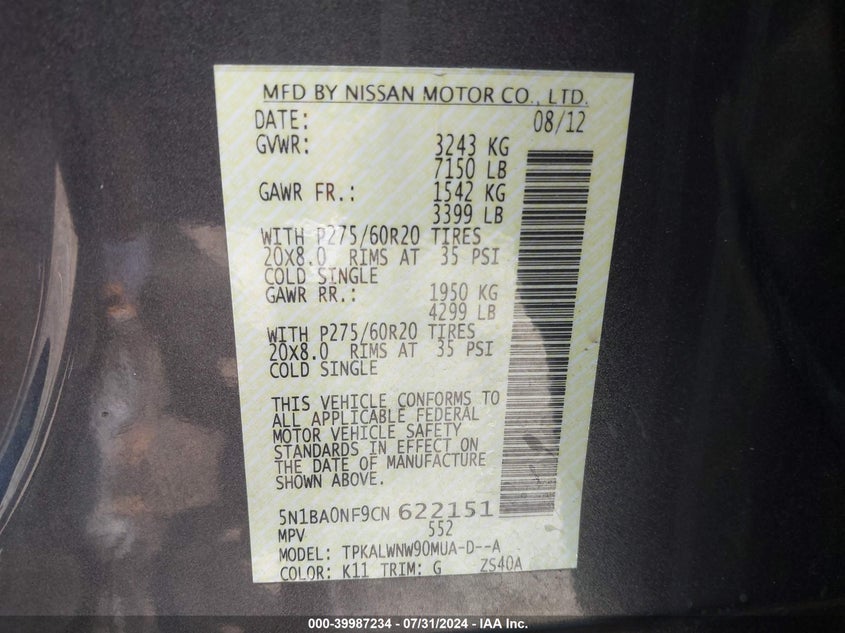 MFD BY NISSAN MOTOR CO., LTD.
DATE: 08/12
GVWR: 3243 KG
7150 LB
GAWR FR.: 1542 KG
3399 LB
WITH P275/60R20 TIRES
20X8.0 RIMS AT 35 PSI
COLD SINGLE
GAWR RR.: 1950 KG
4299 LB
WITH P275/60R20 TIRES
20X8.0 RIMS AT 35 PSI
COLD SINGLE
THIS VEHICLE CONFORMS TO
ALL APPLICABLE FEDERAL
MOTOR VEHICLE SAFETY
STANDARDS IN EFFECT ON
THE DATE OF MANUFACTURE
SHOWN ABOVE.
5N1BA0NF9CN 622151
MPV 552
MODEL: TPKALWNW90MUA-D--A
COLOR: K11 TRIM: G ZS40A
000-39987234 - 07/31/2024 - IAA Inc.